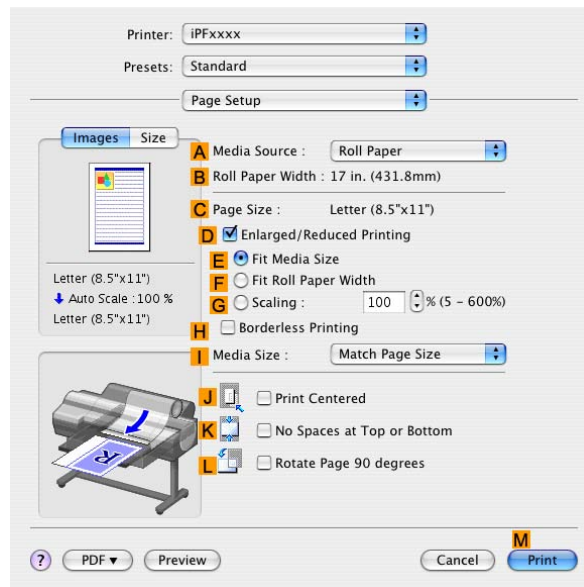 Printer: iPFxxxx
Presets: Standard
Page Setup
Images Size
A Media Source : Roll Paper
B Roll Paper Width : 17 in. (431.8mm)
C Page Size : Letter (8.5"x11")
D Enlarged/Reduced Printing
E Fit Media Size
F Fit Roll Paper Width
G Scaling : 100 % (5 - 600%)
H Borderless Printing
I Media Size : Match Page Size
Letter (8.5"x11")
Auto Scale :100 %
Letter (8.5"x11")
J Print Centered
K No Spaces at Top or Bottom
L Rotate Page 90 degrees
R
M
? PDF▼ Preview Cancel Print